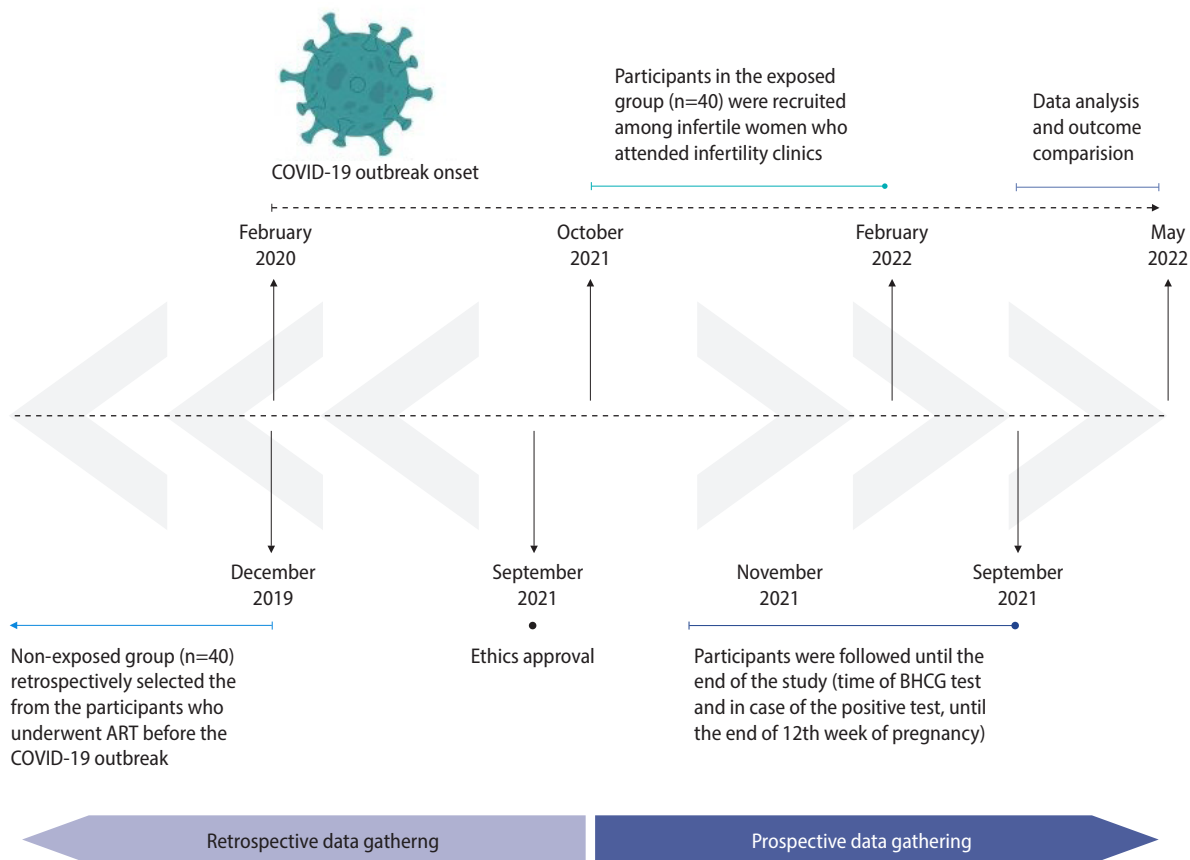 COVID-19 outbreak onset
Participants in the exposed
group (n=40) were recruited
among infertile women who
attended infertility clinics
Data analysis
and outcome
comparision
February
2020
October
2021
February
2022
May
2022
December
2019
September
2021
November
2021
September
2021
Non-exposed group (n=40)
retrospectively selected the
from the participants who
underwent ART before the
COVID-19 outbreak
Ethics approval
Participants were followed until the
end of the study (time of BHCG test
and in case of the positive test, until
the end of 12th week of pregnancy)
Retrospective data gatherng
Prospective data gathering